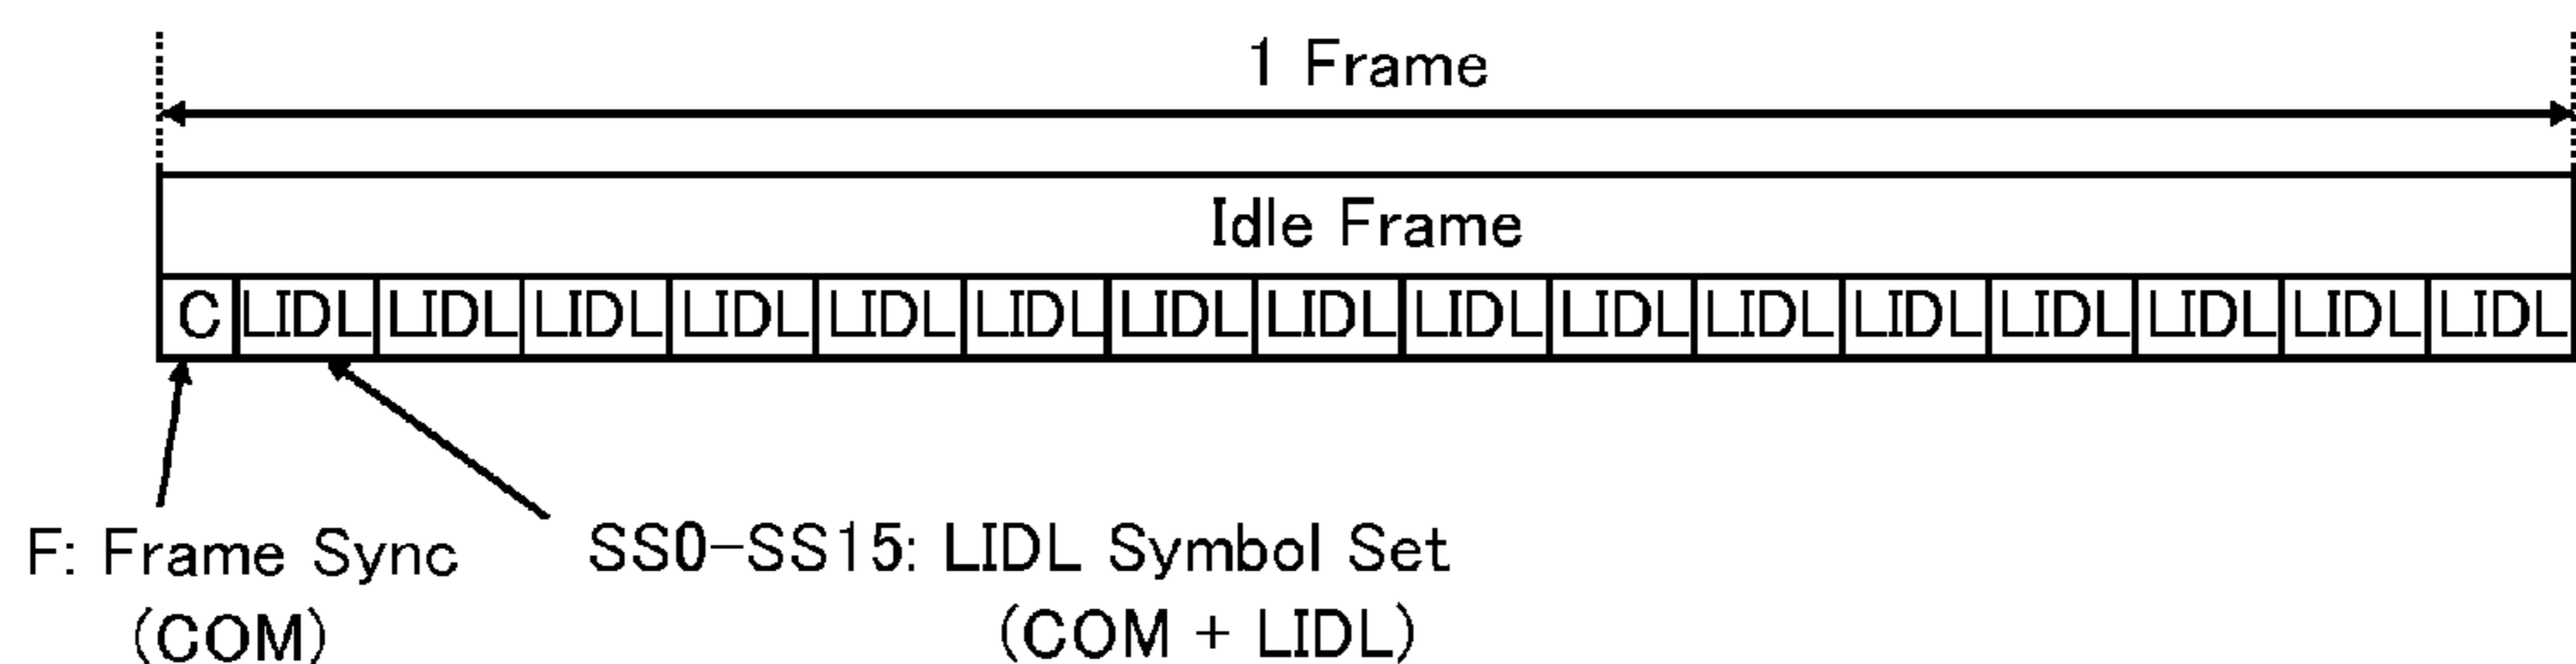 1 Frame
Idle Frame
C LIDL LIDL LIDL LIDL LIDL LIDL LIDL LIDL LIDL LIDL LIDL LIDL LIDL LIDL LIDL LIDL
F: Frame Sync
(COM)
SS0-SS15: LIDL Symbol Set
(COM + LIDL)